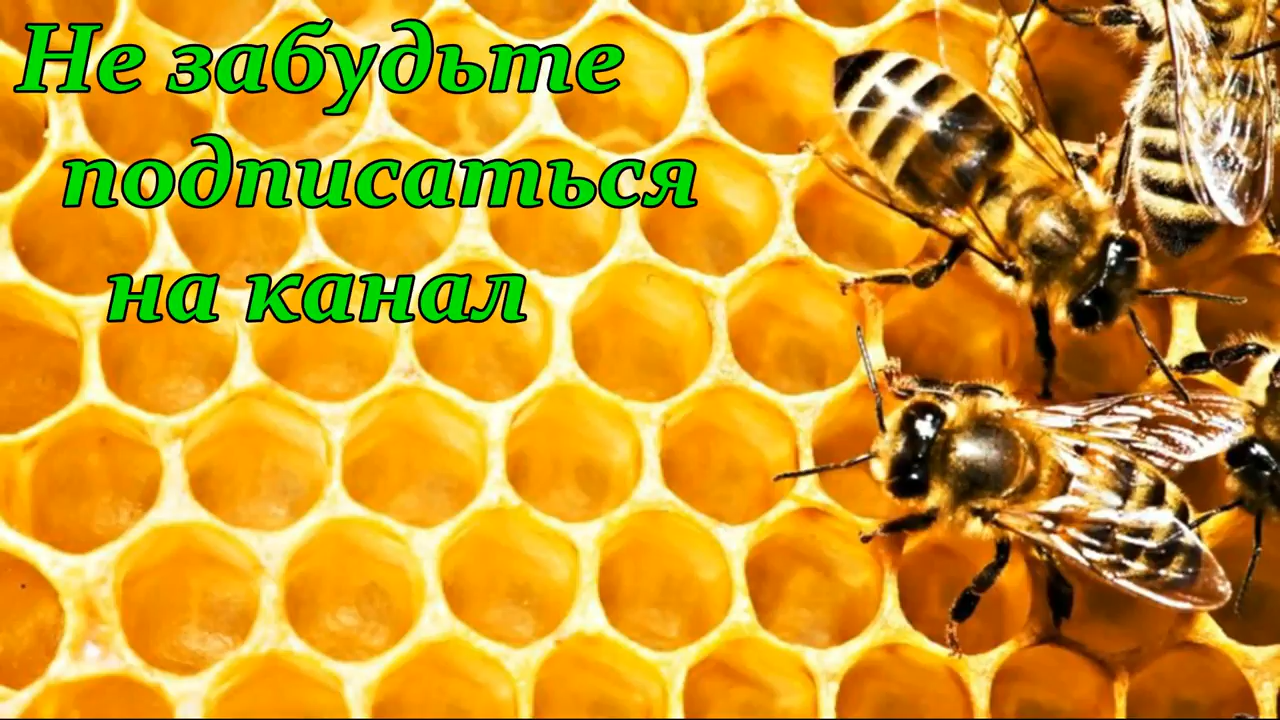 Не забудьте
подписаться
на канал